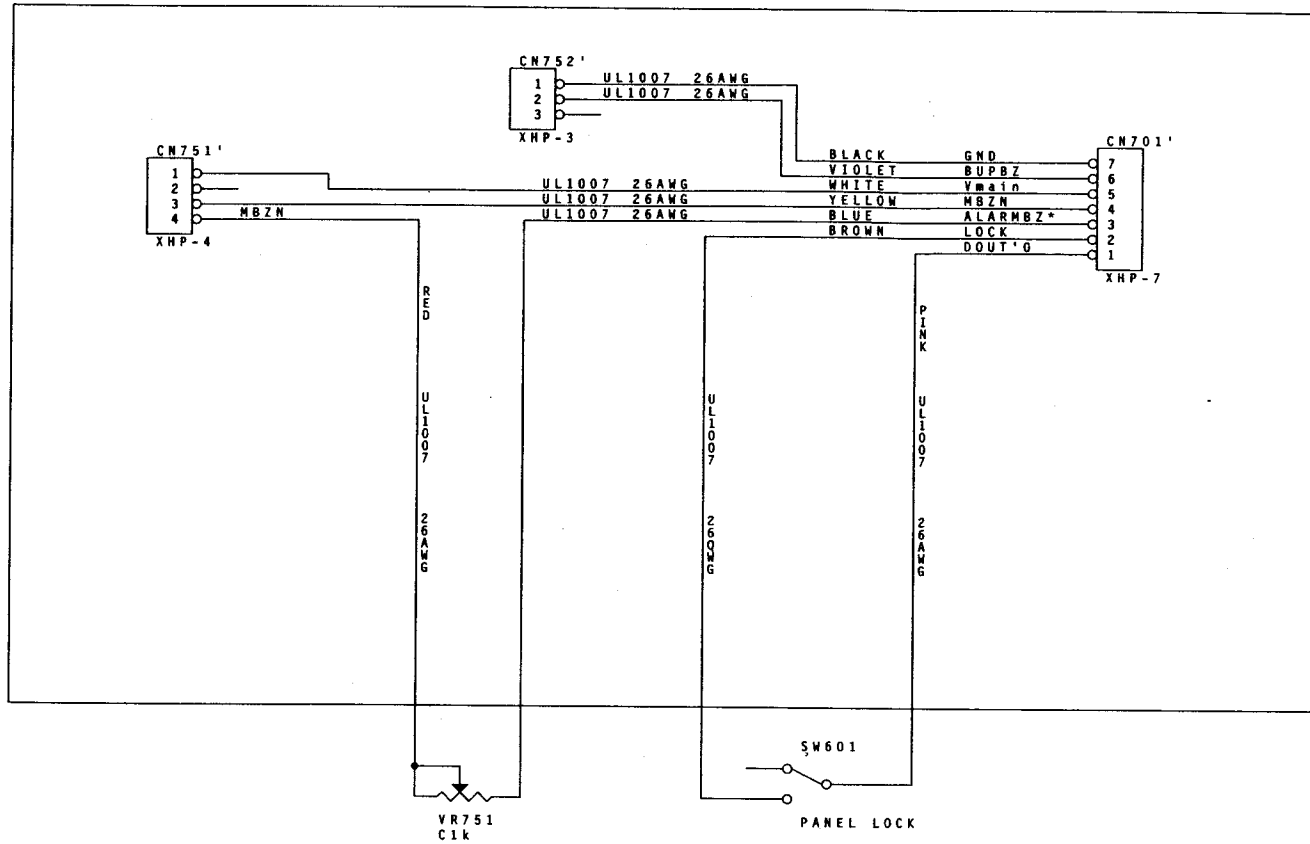 CN752'
1 UL1007 26AWG
2 UL1007 26AWG
3
XHP-3
CN751'
1
2
3
4 MBZN
XHP-4
CN701'
BLACK GND 7
VIOLET BUPBZ 6
UL1007 26AWG WHITE Vmain 5
UL1007 26AWG YELLOW MBZN 4
UL1007 26AWG BLUE ALARMBZ* 3
BROWN LOCK 2
DOUT'G 1
XHP-7
RED UL1007 26AWG
UL1007 26QWG
PINK UL1007 26AWG
VR751
C1k
SW601
PANEL LOCK